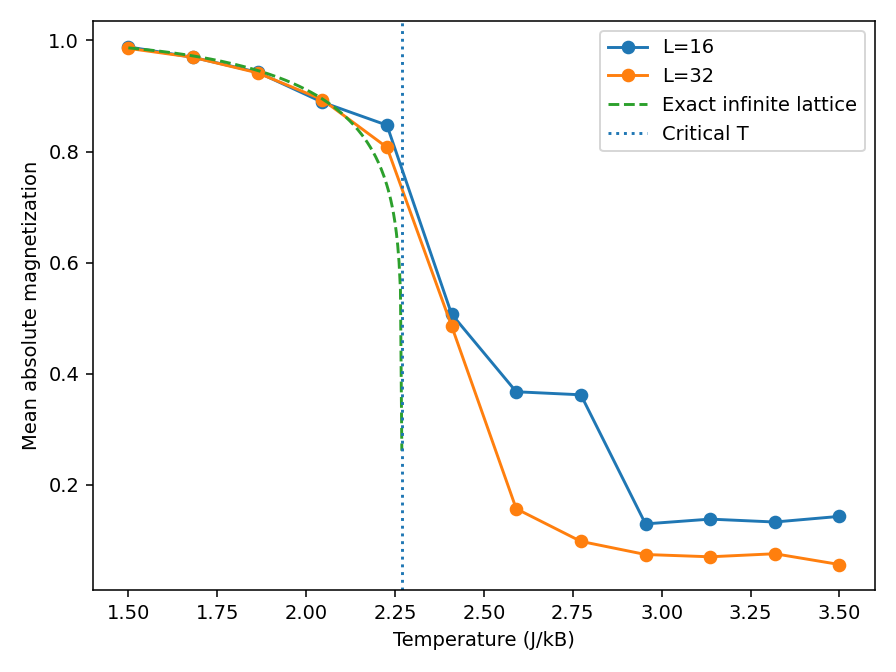 1.0
0.8
0.6
0.4
0.2
Mean absolute magnetization
L=16
L=32
Exact infinite lattice
Critical T
1.50 1.75 2.00 2.25 2.50 2.75 3.00 3.25 3.50
Temperature (J/kB)